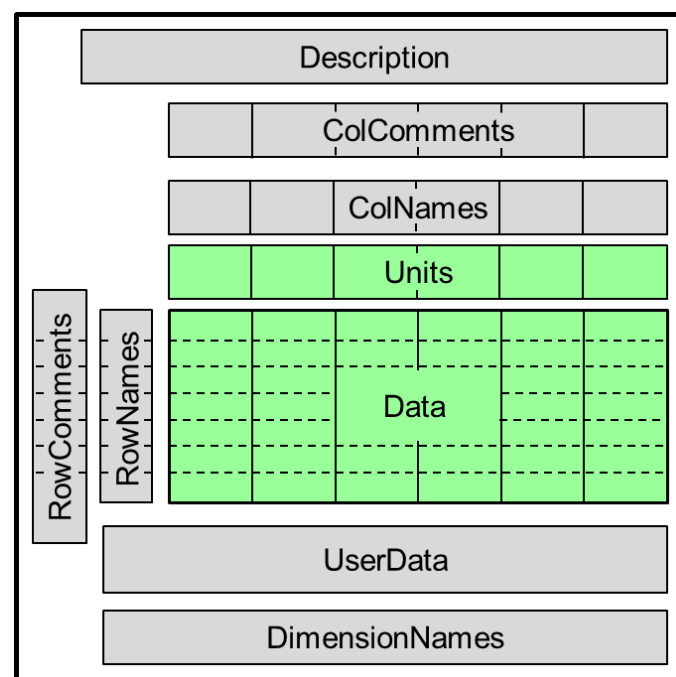 Description
ColComments
ColNames
Units
RowComments
RowNames
Data
UserData
DimensionNames